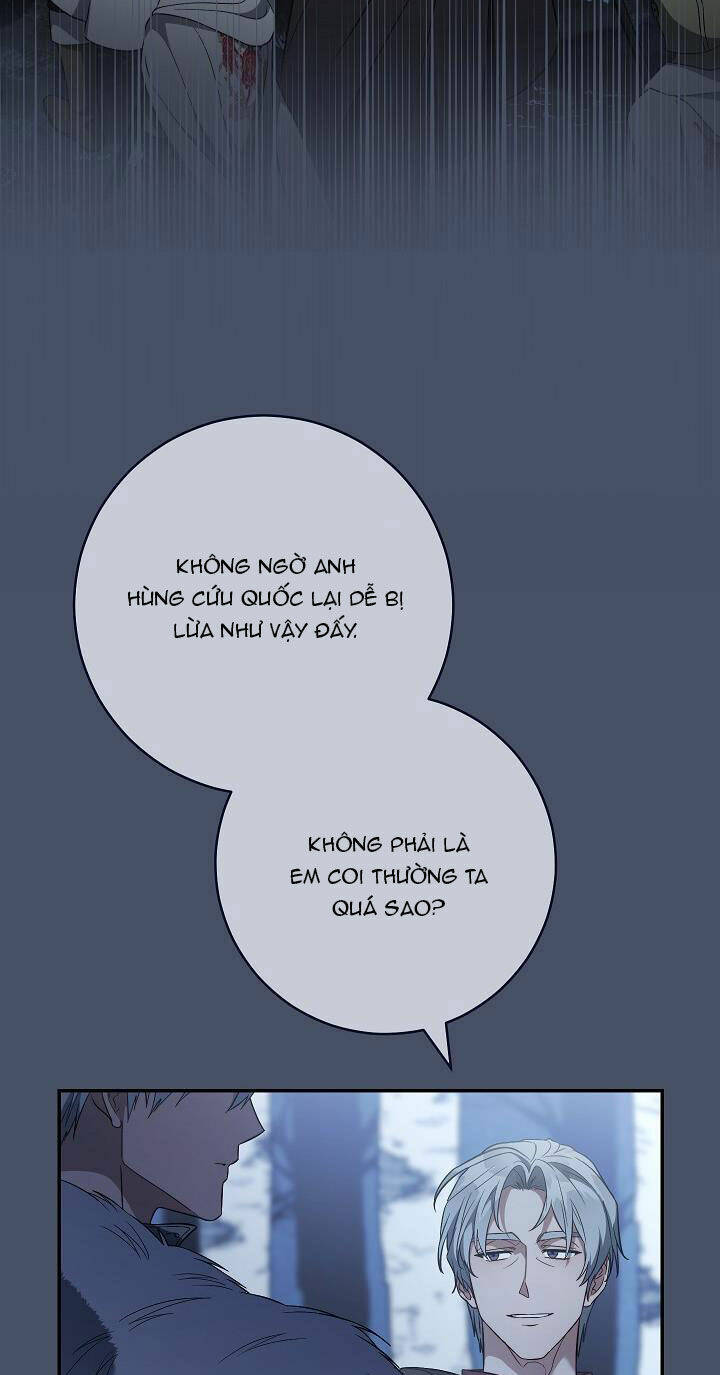 KHÔNG NGỜ ANH
HÙNG CỨU QUỐC LẠI DỄ BỊ
LỪA NHƯ VẬY ĐẤY.
KHÔNG PHẢI LÀ
EM COI THƯỜNG TA
QUÁ SAO?